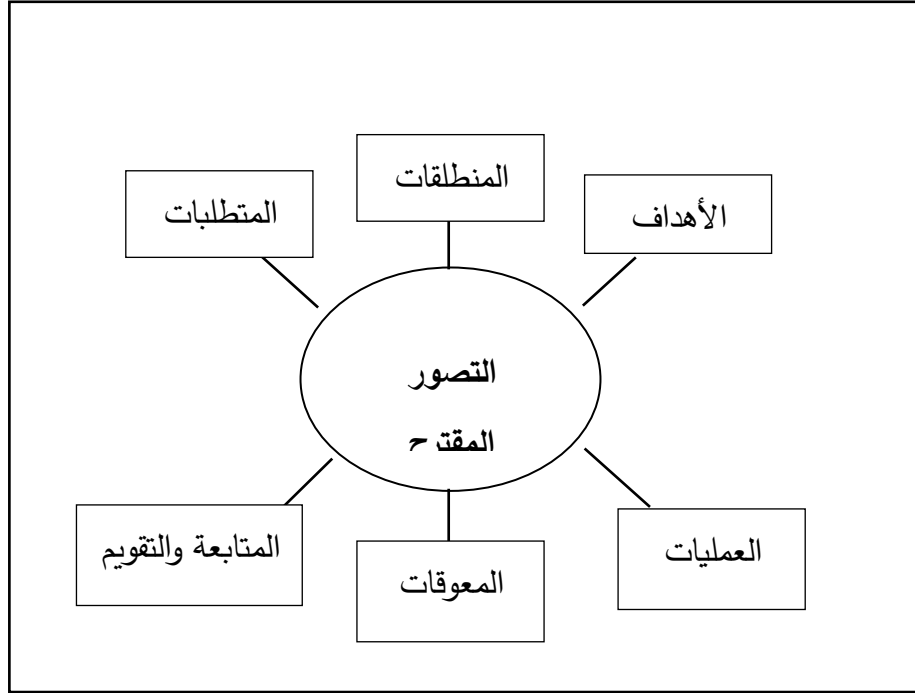 المنطلقات
الأهداف
المتطلبات
التصور
المقترح
العمليات
المعوقات
المتابعة والتقويم